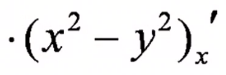 ·(x² − y²)ₓ′